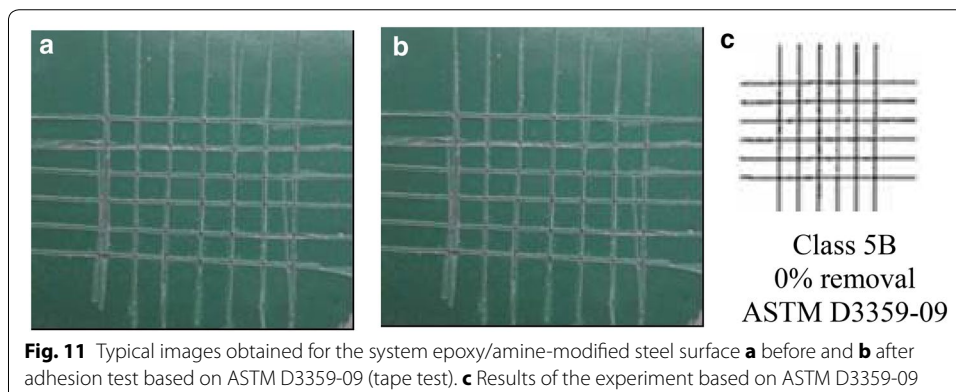 a
b
c
Class 5B
0% removal
ASTM D3359-09
Fig. 11 Typical images obtained for the system epoxy/amine-modified steel surface a before and b after
adhesion test based on ASTM D3359-09 (tape test). c Results of the experiment based on ASTM D3359-09